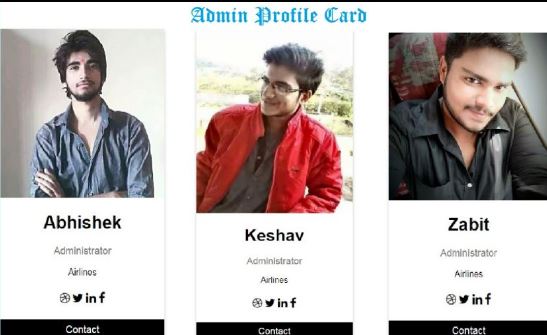 Admin Profile Card
Abhishek
Administrator
Airlines
Contact
Keshav
Administrator
Airlines
Contact
Zabit
Administrator
Airlines
Contact